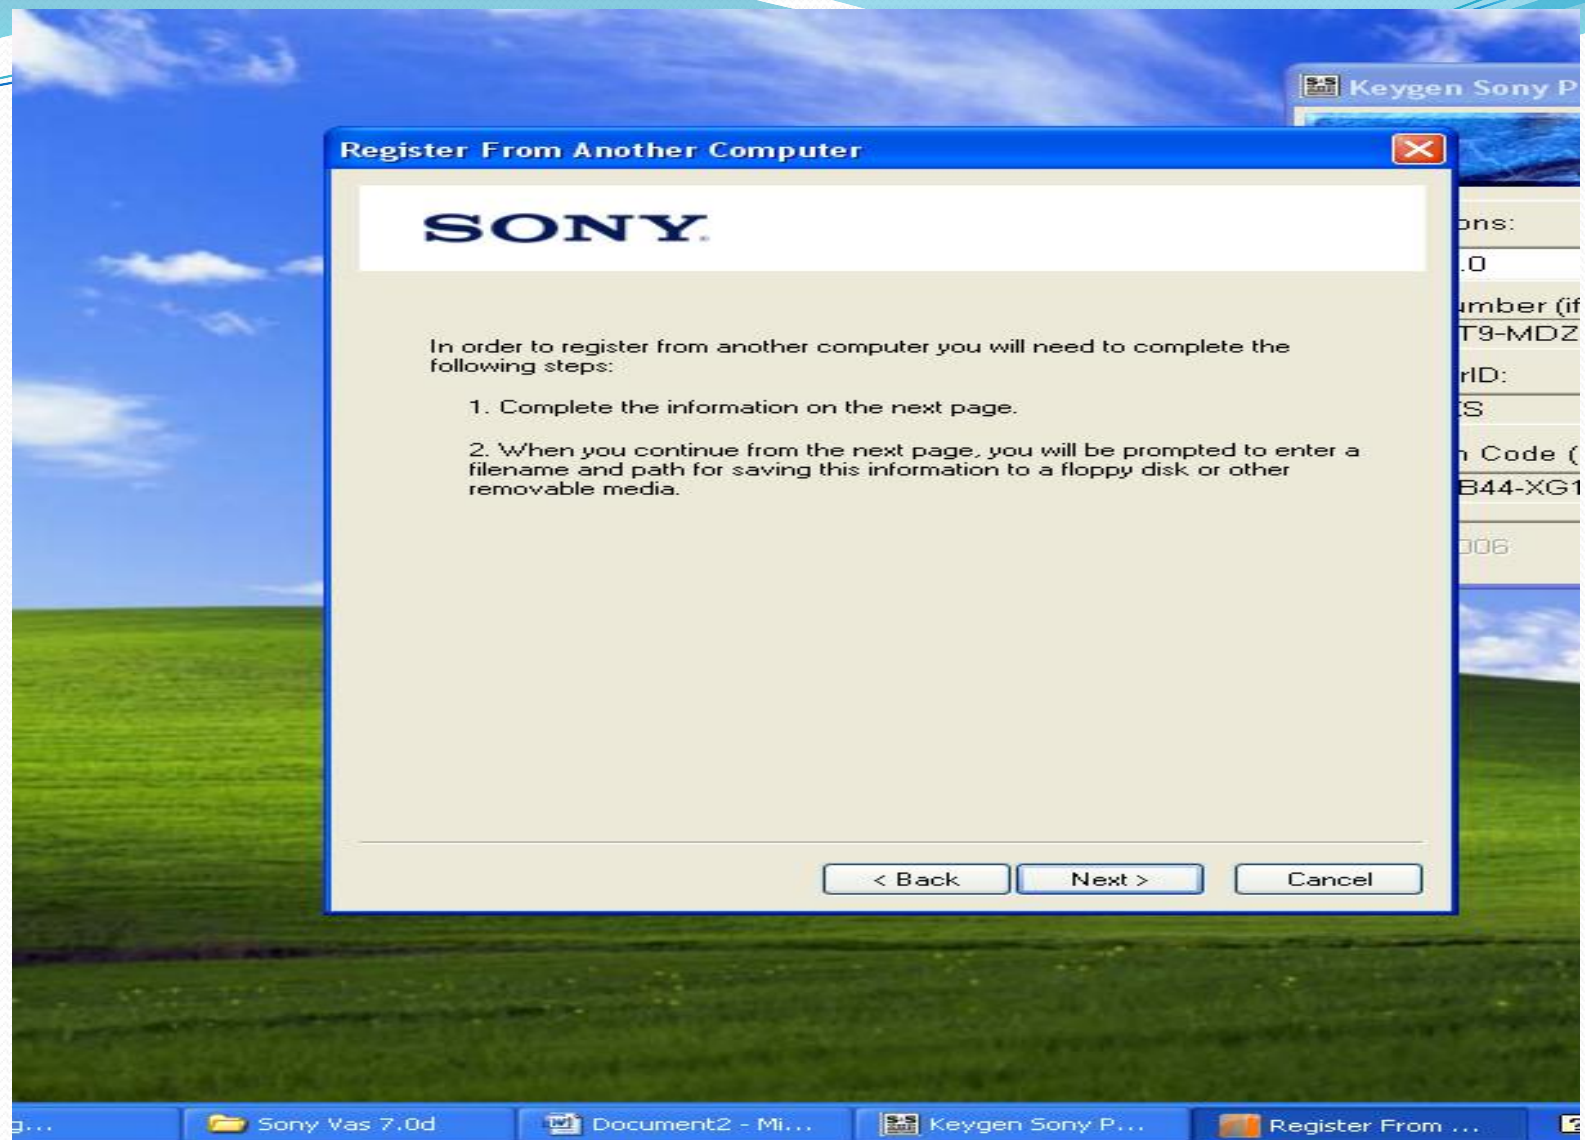 Keygen Sony P
Register From Another Computer
SONY
ons:
.0
umber (if
T9-MDZ
rID:
n Code (
B44-XG1
006
In order to register from another computer you will need to complete the
following steps:
1. Complete the information on the next page.
2. When you continue from the next page, you will be prompted to enter a
filename and path for saving this information to a floppy disk or other
removable media.
< Back
Next >
Cancel
g...
Sony Vas 7.0d
Document2 - Mi...
Keygen Sony P...
Register From ...